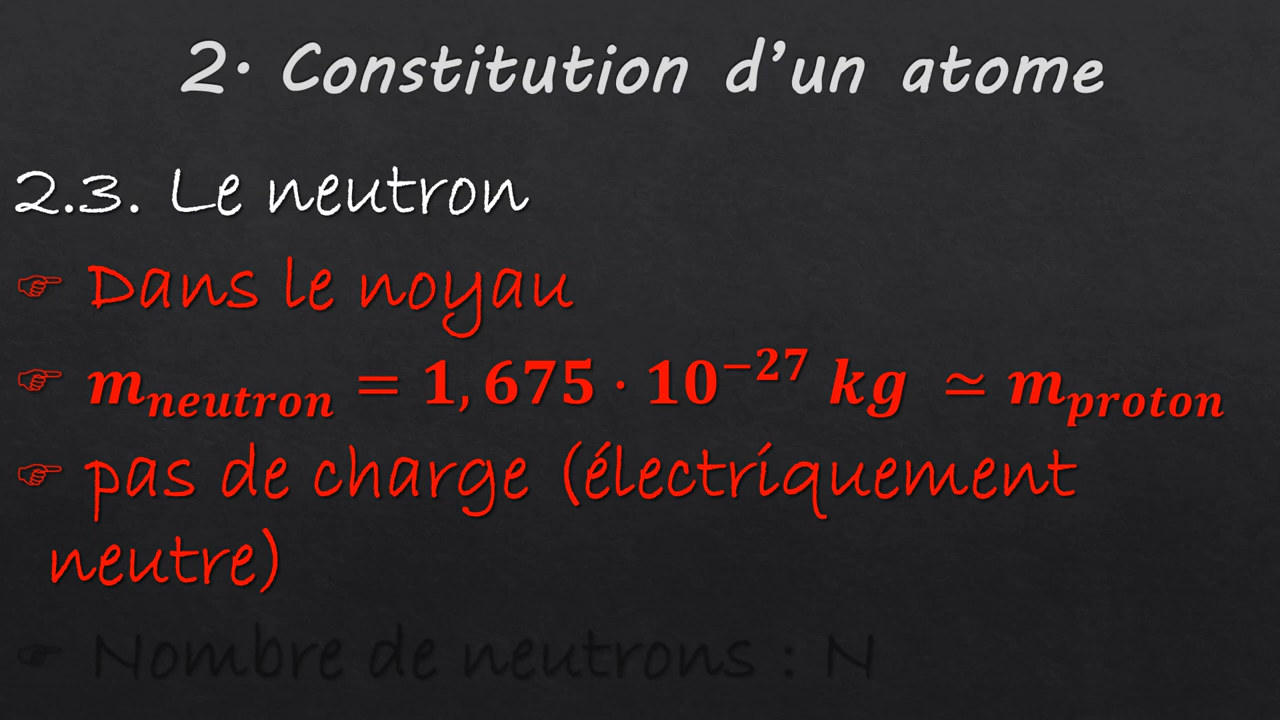 2. Constitution d’un atome
2.3. Le neutron
☞ Dans le noyau
☞ m_neutron = 1,675 · 10⁻²⁷ kg ≃ m_proton
☞ pas de charge (électriquement
neutre)
☞ Nombre de neutrons : N